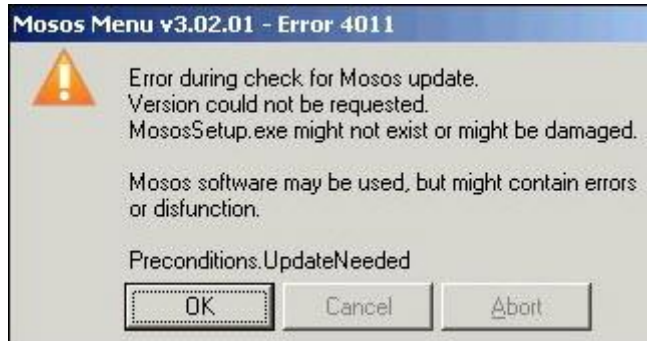 Mosos Menu v3.02.01 - Error 4011
Error during check for Mosos update.
Version could not be requested.
MososSetup.exe might not exist or might be damaged.
Mosos software may be used, but might contain errors
or disfunction.
Preconditions.UpdateNeeded
OK Cancel Abort